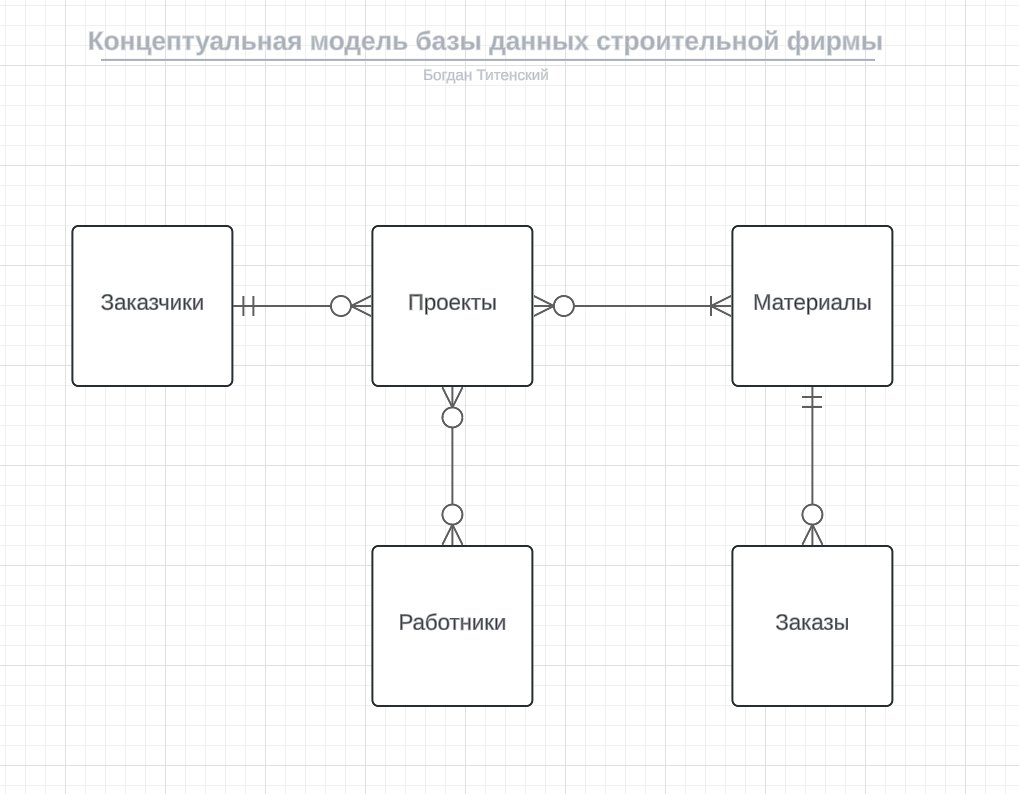 Концептуальная модель базы данных строительной фирмы
Богдан Титенский
Заказчики
Проекты
Материалы
Работники
Заказы